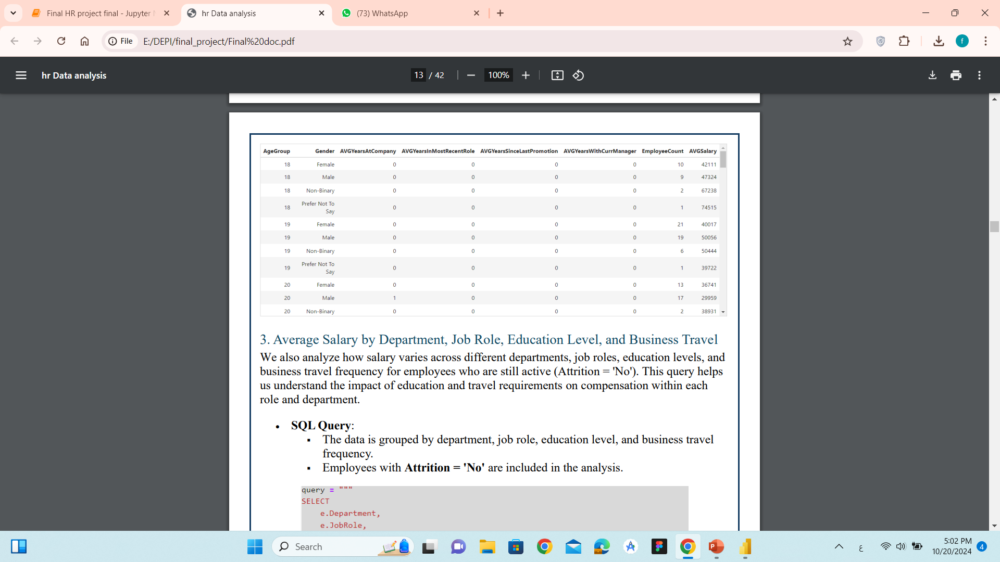 Final HR project final - Jupyter
hr Data analysis
(73) WhatsApp
File
E:/DEPI/final_project/Final%20doc.pdf
f
hr Data analysis
13 / 42
100%
AgeGroup Gender AVGYearsAtCompany AVGYearsInMostRecentRole AVGYearsSinceLastPromotion AVGYearsWithCurrManager EmployeeCount AVGSalary
18 Female 0 0 0 0 10 42111
18 Male 0 0 0 0 9 47324
18 Non-Binary 0 0 0 0 2 67238
18 Prefer Not To Say 0 0 0 0 1 74515
19 Female 0 0 0 0 21 40017
19 Male 0 0 0 0 19 50056
19 Non-Binary 0 0 0 0 6 50444
19 Prefer Not To Say 0 0 0 0 1 39722
20 Female 0 0 0 0 13 36741
20 Male 1 0 0 0 17 29959
20 Non-Binary 0 0 0 0 2 38931
3. Average Salary by Department, Job Role, Education Level, and Business Travel
We also analyze how salary varies across different departments, job roles, education levels, and
business travel frequency for employees who are still active (Attrition = 'No'). This query helps
us understand the impact of education and travel requirements on compensation within each
role and department.
• SQL Query:
▪ The data is grouped by department, job role, education level, and business travel
frequency.
▪ Employees with Attrition = 'No' are included in the analysis.
query = """
SELECT
e.Department,
e.JobRole,
Search
ع
5:02 PM
10/20/2024
4